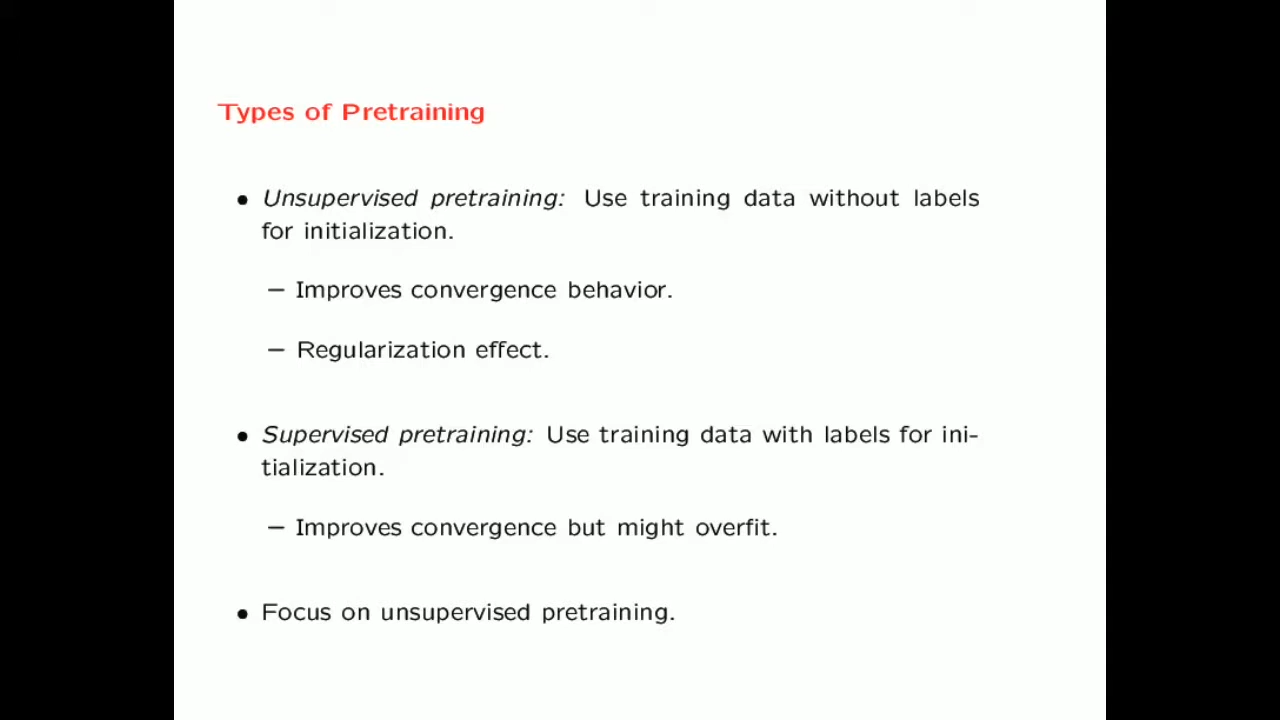 Types of Pretraining
• Unsupervised pretraining: Use training data without labels
for initialization.
– Improves convergence behavior.
– Regularization effect.
• Supervised pretraining: Use training data with labels for ini-
tialization.
– Improves convergence but might overfit.
• Focus on unsupervised pretraining.